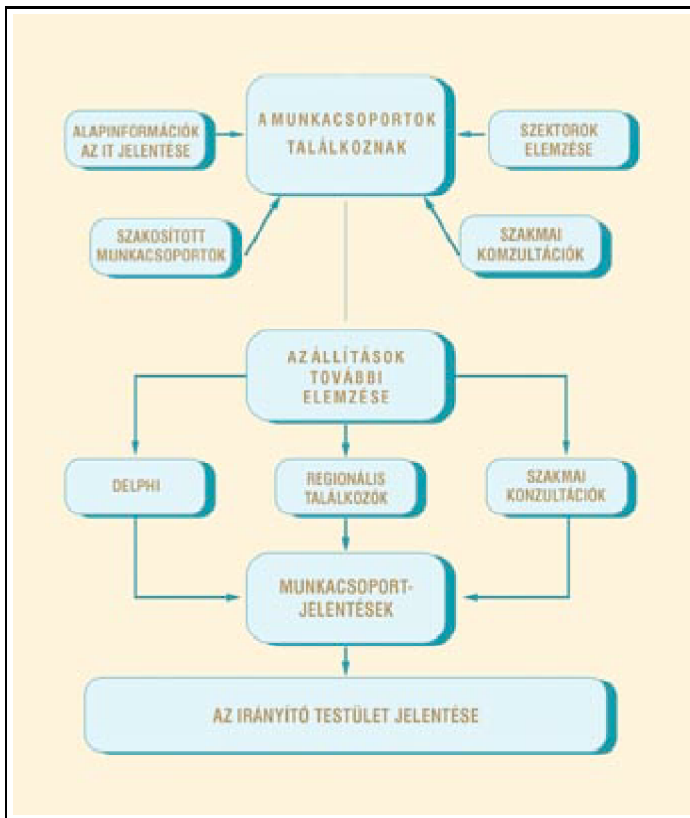 A MUNKACSOPORTOK
TALÁLKOZNAK
ALAPINFORMÁCIÓK
AZ IT JELENTÉSE
SZEKTOROK
ELEMZÉSE
SZAKOSÍTOTT
MUNKACSOPORTOK
SZAKMAI
KOMZULTÁCIÓK
AZ ÁLLÍTÁSOK
TOVÁBBI
ELEMZÉSE
DELPHI
REGIONÁLIS
TALÁLKOZÓK
SZAKMAI
KONZULTÁCIÓK
MUNKACSOPORT-
JELENTÉSEK
AZ IRÁNYÍTÓ TESTÜLET JELENTÉSE